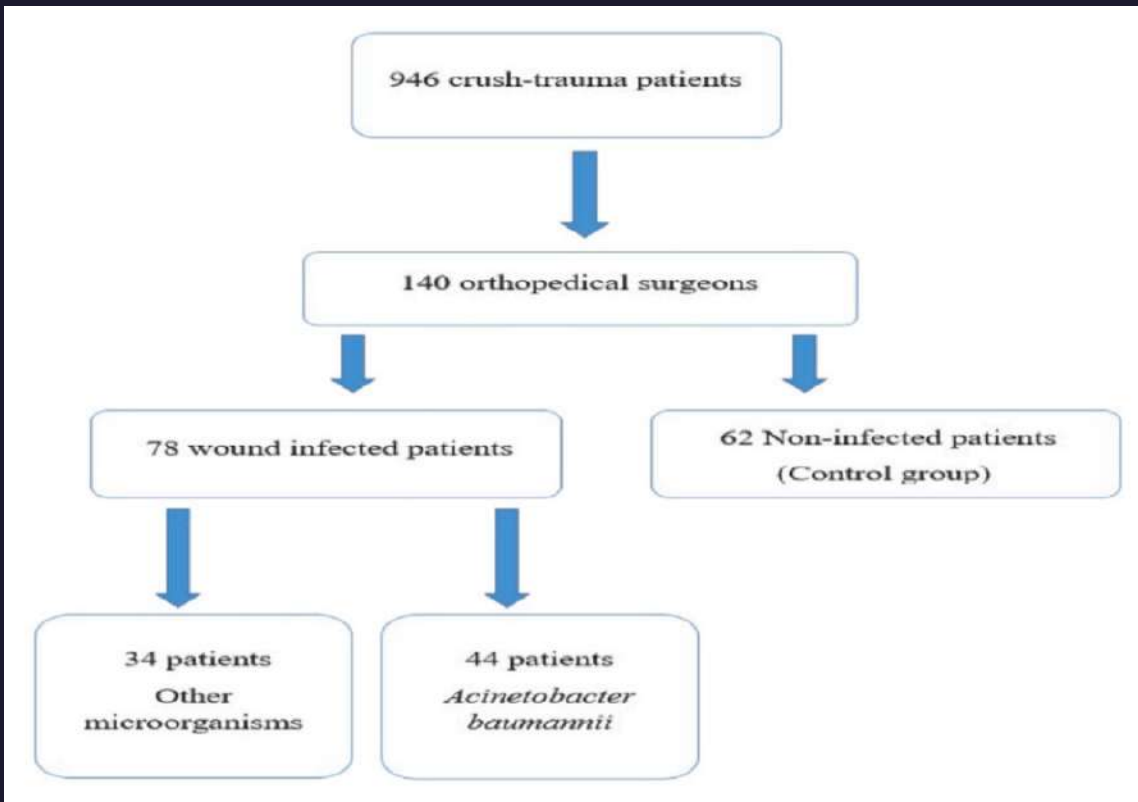 946 crush-trauma patients
140 orthopedical surgeons
78 wound infected patients
62 Non-infected patients
(Control group)
34 patients
Other
microorganisms
44 patients
Acinetobacter
baumannii